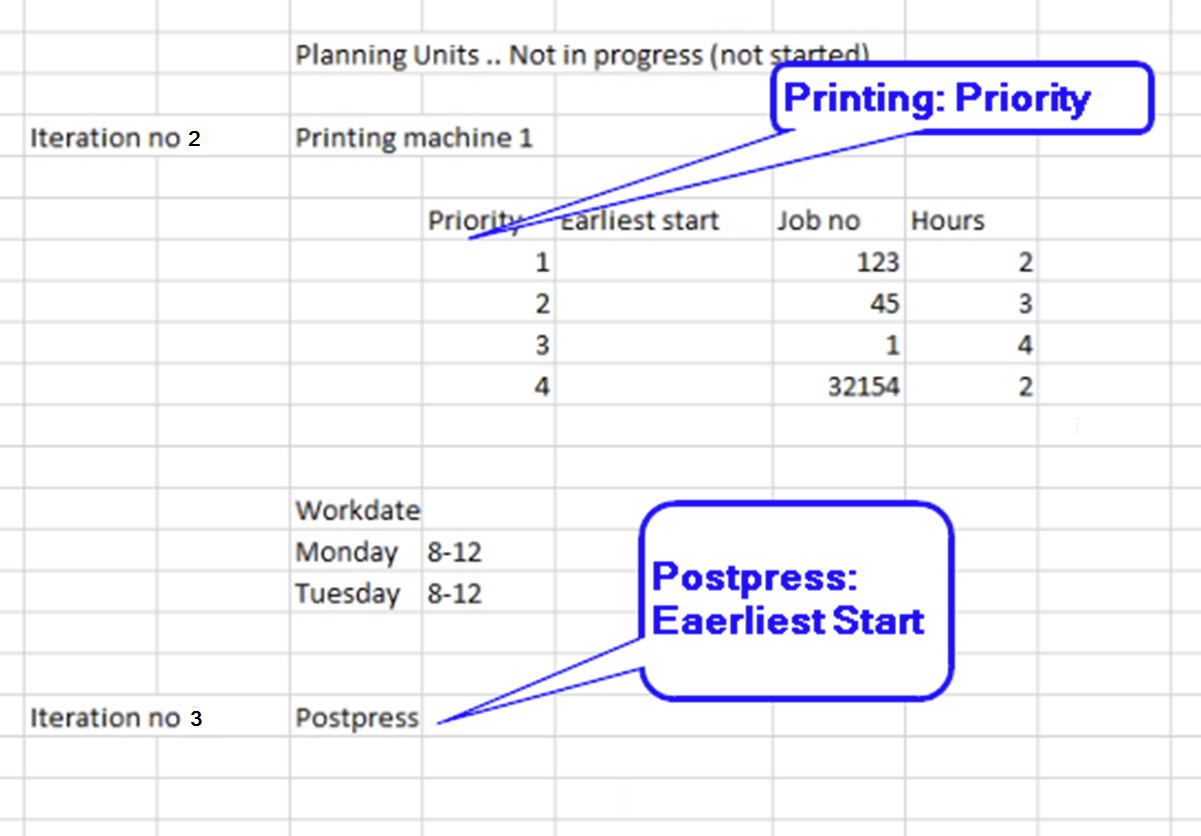 Planning Units .. Not in progress (not started)
Printing: Priority
Iteration no 2 Printing machine 1
Priority Earliest start Job no Hours
1 123 2
2 45 3
3 1 4
4 32154 2
Workdate
Monday 8-12
Tuesday 8-12
Postpress:
Eaerliest Start
Iteration no 3 Postpress